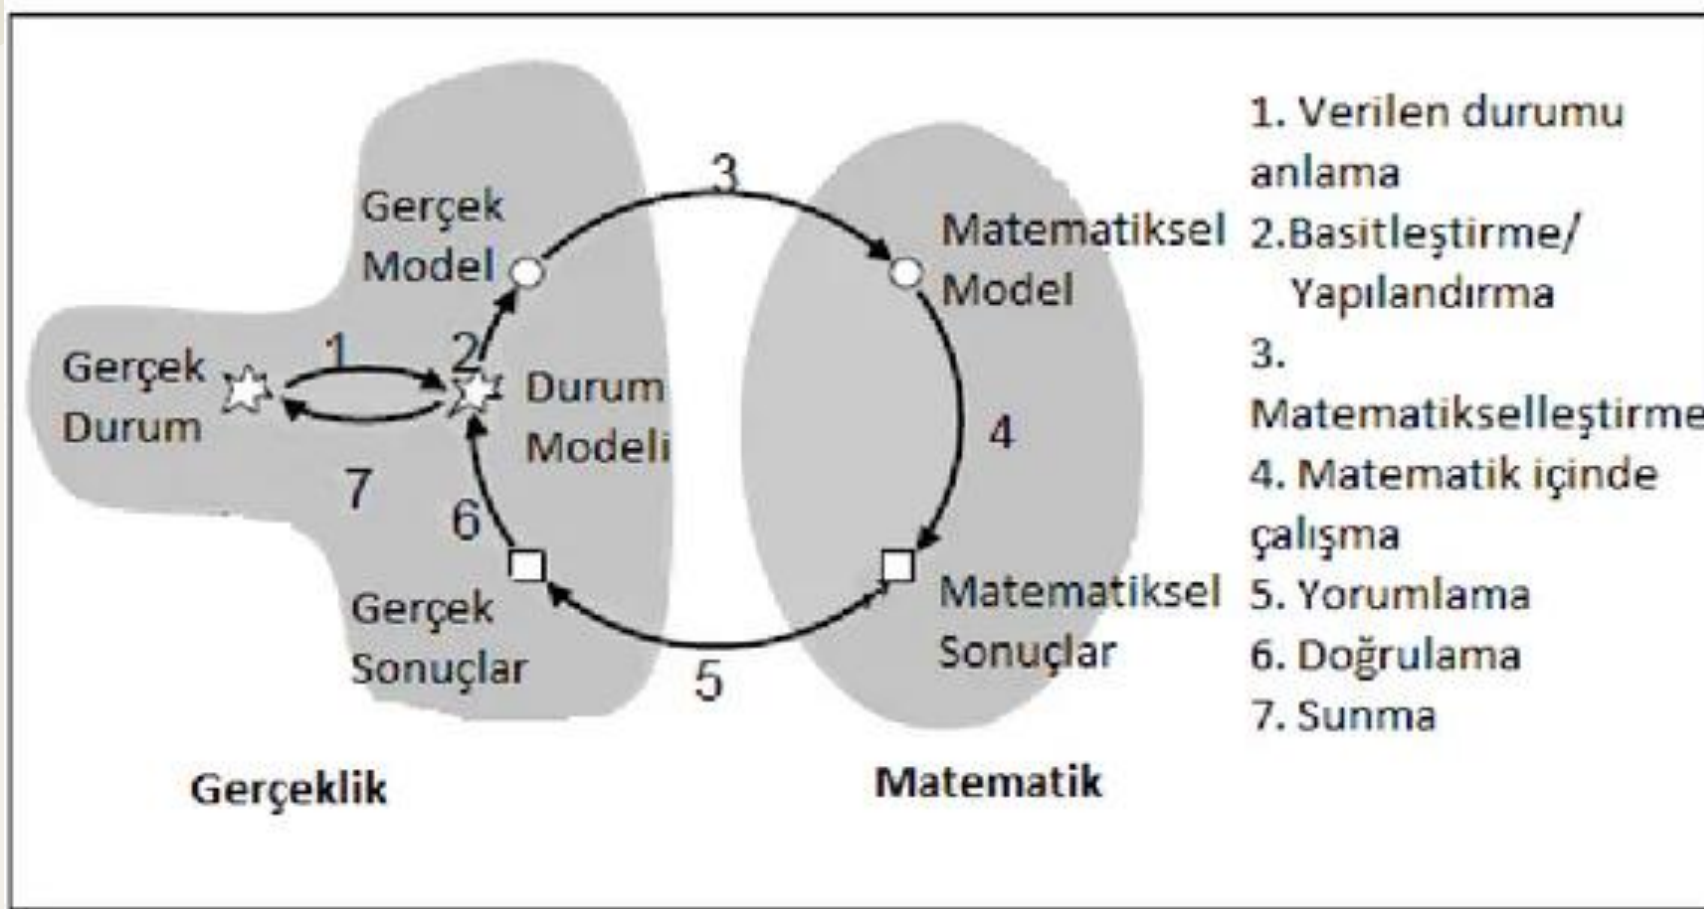 Gerçek
Model
3
Matematiksel
Model
Gerçek
Durum
1
2
Durum
Modeli
4
7
6
Gerçek
Sonuçlar
5
Matematiksel
Sonuçlar
Gerçeklik
Matematik
1. Verilen durumu
anlama
2.Basitleştirme/
Yapılandırma
3.
Matematikselleştirme
4. Matematik içinde
çalışma
5. Yorumlama
6. Doğrulama
7. Sunma